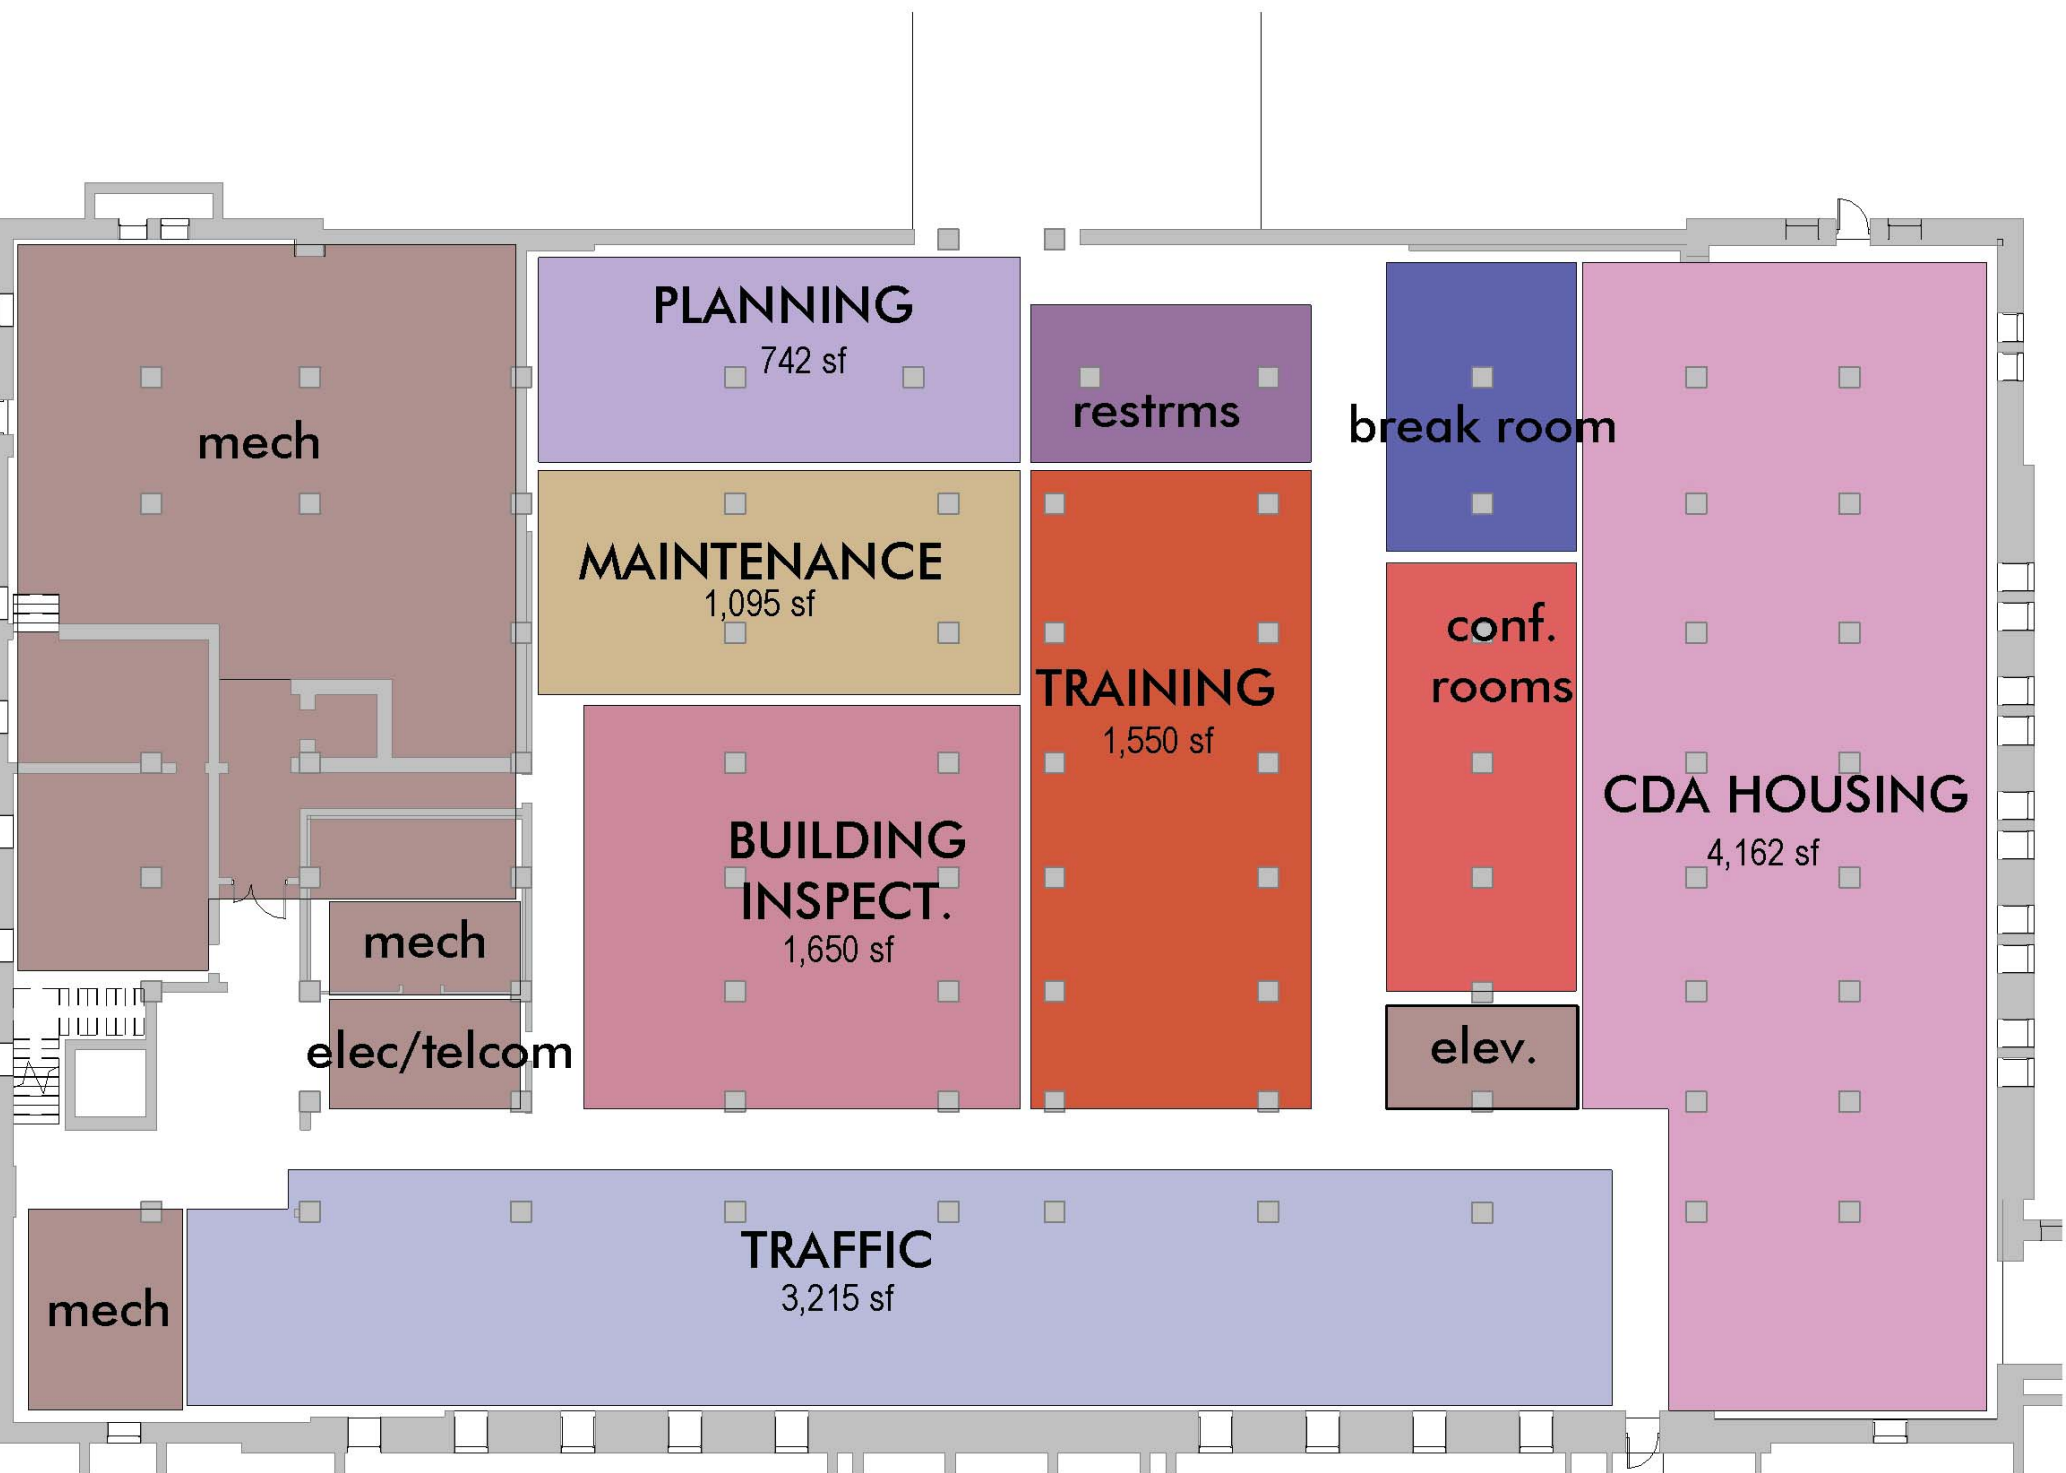 PLANNING
742 sf
mech
restrms
break room
MAINTENANCE
1,095 sf
conf.
rooms
TRAINING
1,550 sf
CDA HOUSING
4,162 sf
BUILDING
INSPECT.
1,650 sf
mech
elec/telcom
elev.
TRAFFIC
3,215 sf
mech